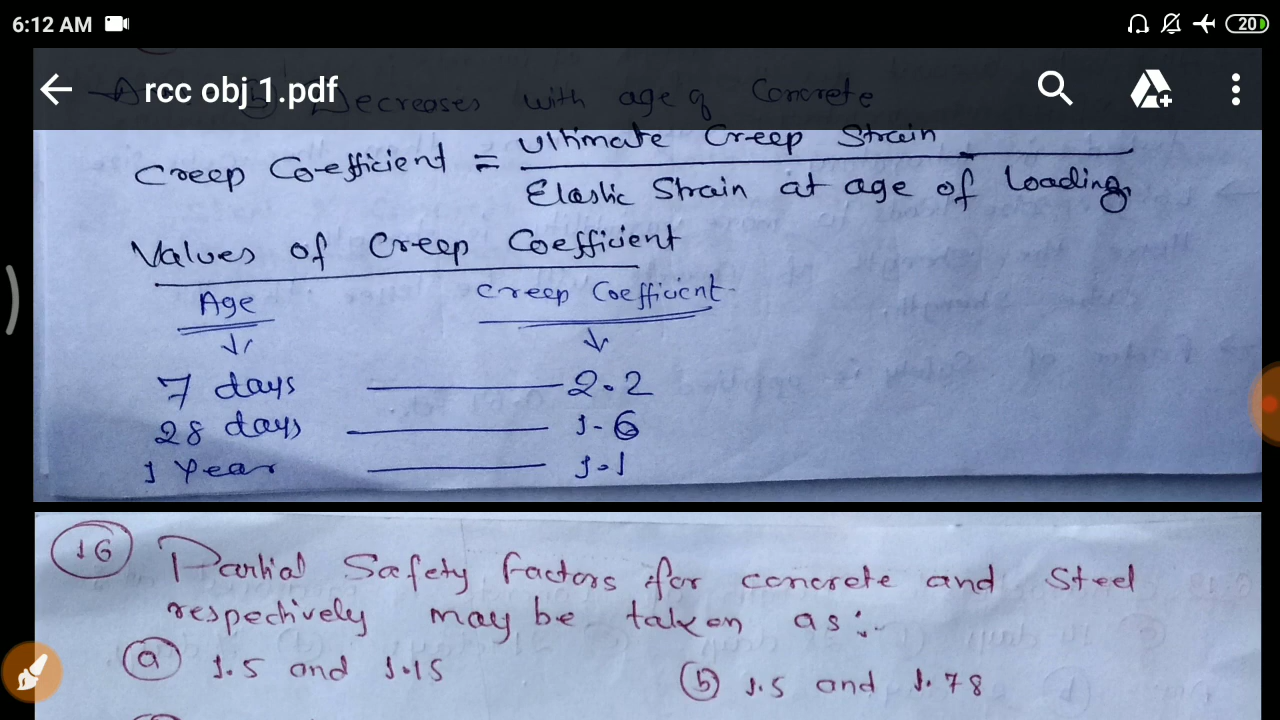 6:12 AM
20
rcc obj 1.pdf
Decreases with age of Concrete
Creep Co-efficient = Ultimate Creep Strain
Elastic Strain at age of loading.
Values of Creep Coefficient
Age Creep Coefficient
7 days 2.2
28 days 1.6
1 Year 1.1
16 Partial Safety factors for concrete and Steel
respectively may be taken as:-
(a) 1.5 and 1.15 (b) 1.5 and 1.78